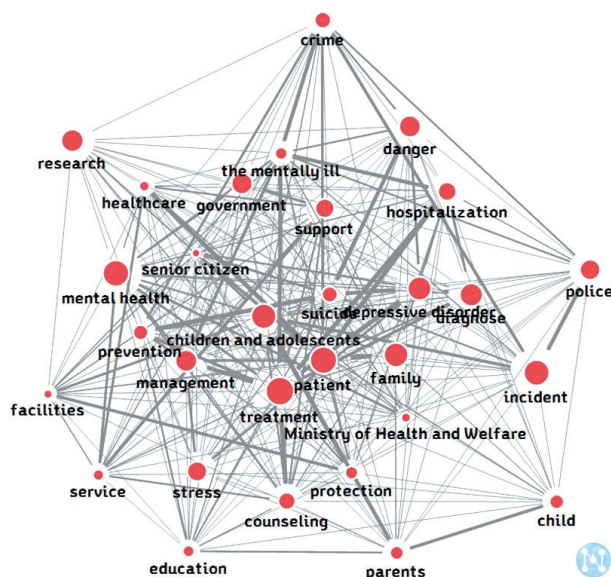 crime
danger
research
the mentally ill
healthcare
government
hospitalization
support
senior citizen
mental health
police
suicide
depressive disorder
diagnose
children and adolescents
prevention
management
patient
family
incident
facilities
treatment
Ministry of Health and Welfare
service
stress
protection
counseling
child
education
parents